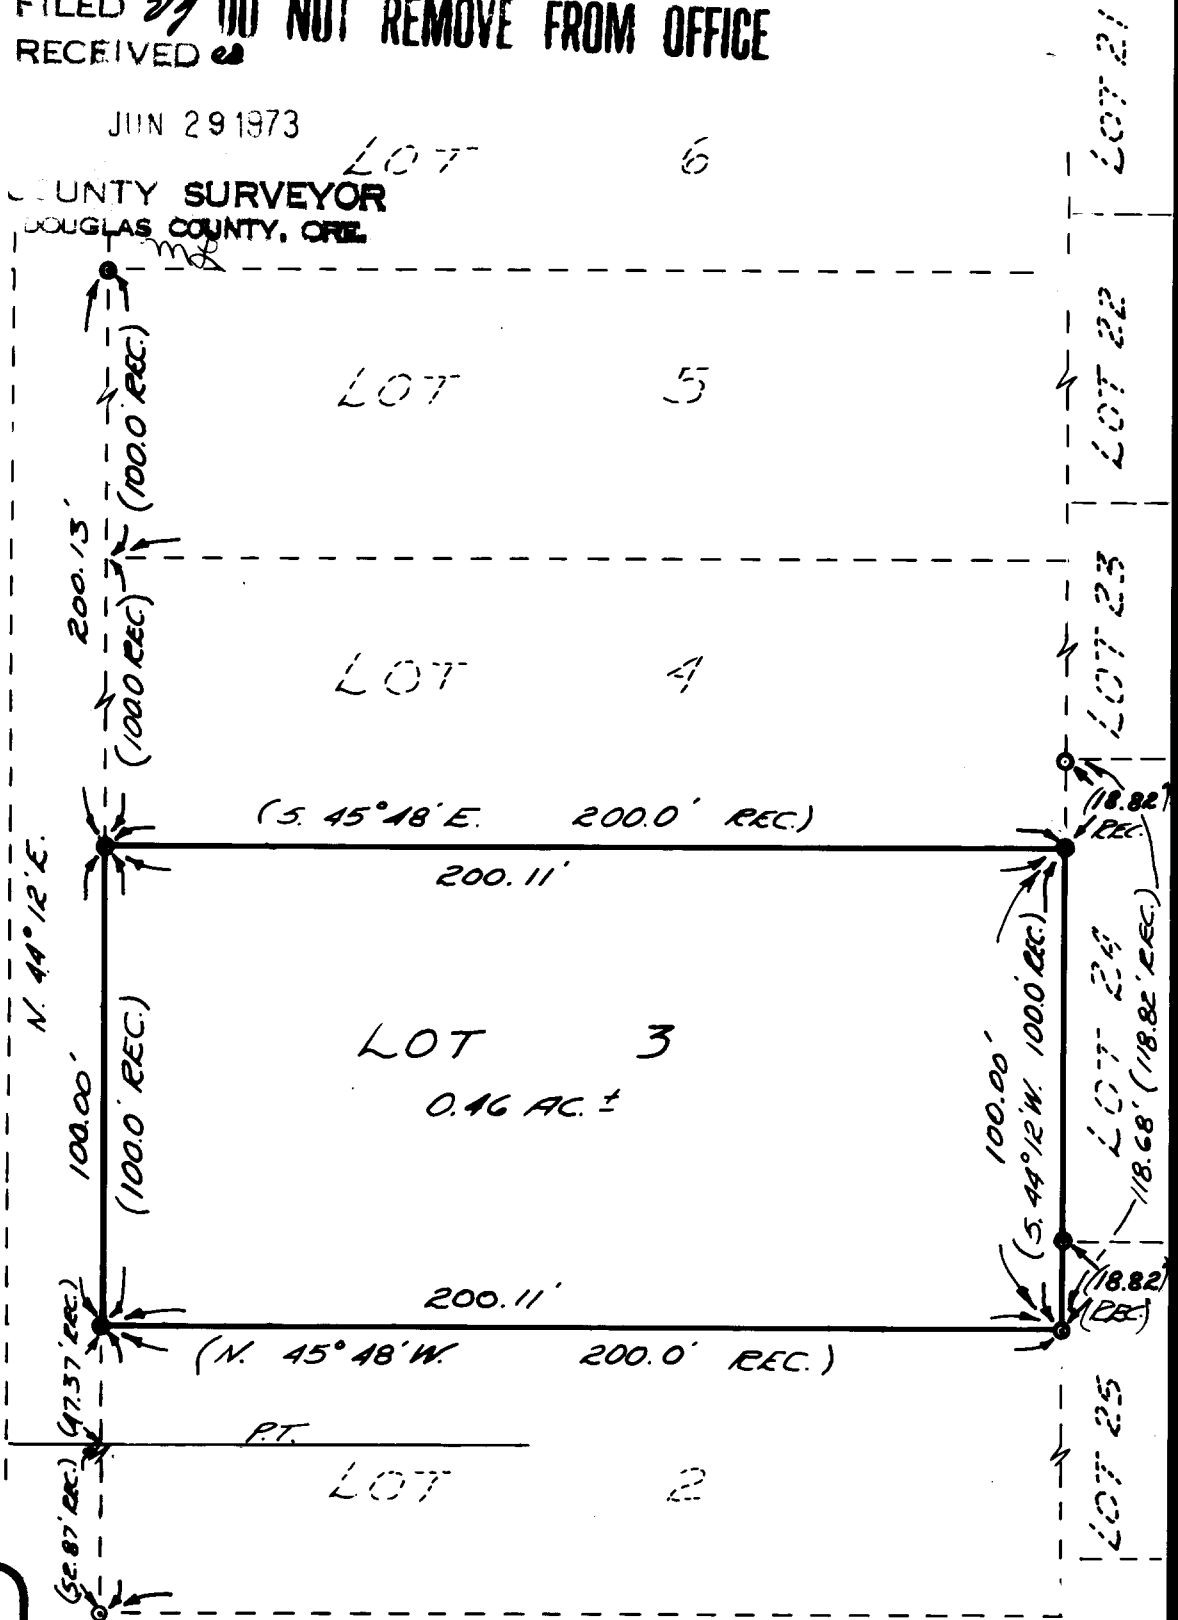 FILED
DO NOT REMOVE FROM OFFICE
RECEIVED
JUN 29 1973
LOT 6
COUNTY SURVEYOR
DOUGLAS COUNTY, ORE.
LOT 21
LOT 22
LOT 5
(100.0' REC.)
200.13'
(100.0 REC.)
LOT 4
LOT 23
(18.82'
REC.
(S. 45°48' E. 200.0' REC.)
200.11'
N. 44°12' E.
LOT 3
0.46 AC. ±
100.00'
(100.0' REC.)
100.00'
(S. 44°12' W. 100.0' REC.)
LOT 24
118.68' (118.82' REC.)
(18.82'
(REC.)
200.11'
(N. 45°48' W. 200.0' REC.)
(47.37' REC.)
P.T.
LOT 2
(52.87' REC.)
LOT 25